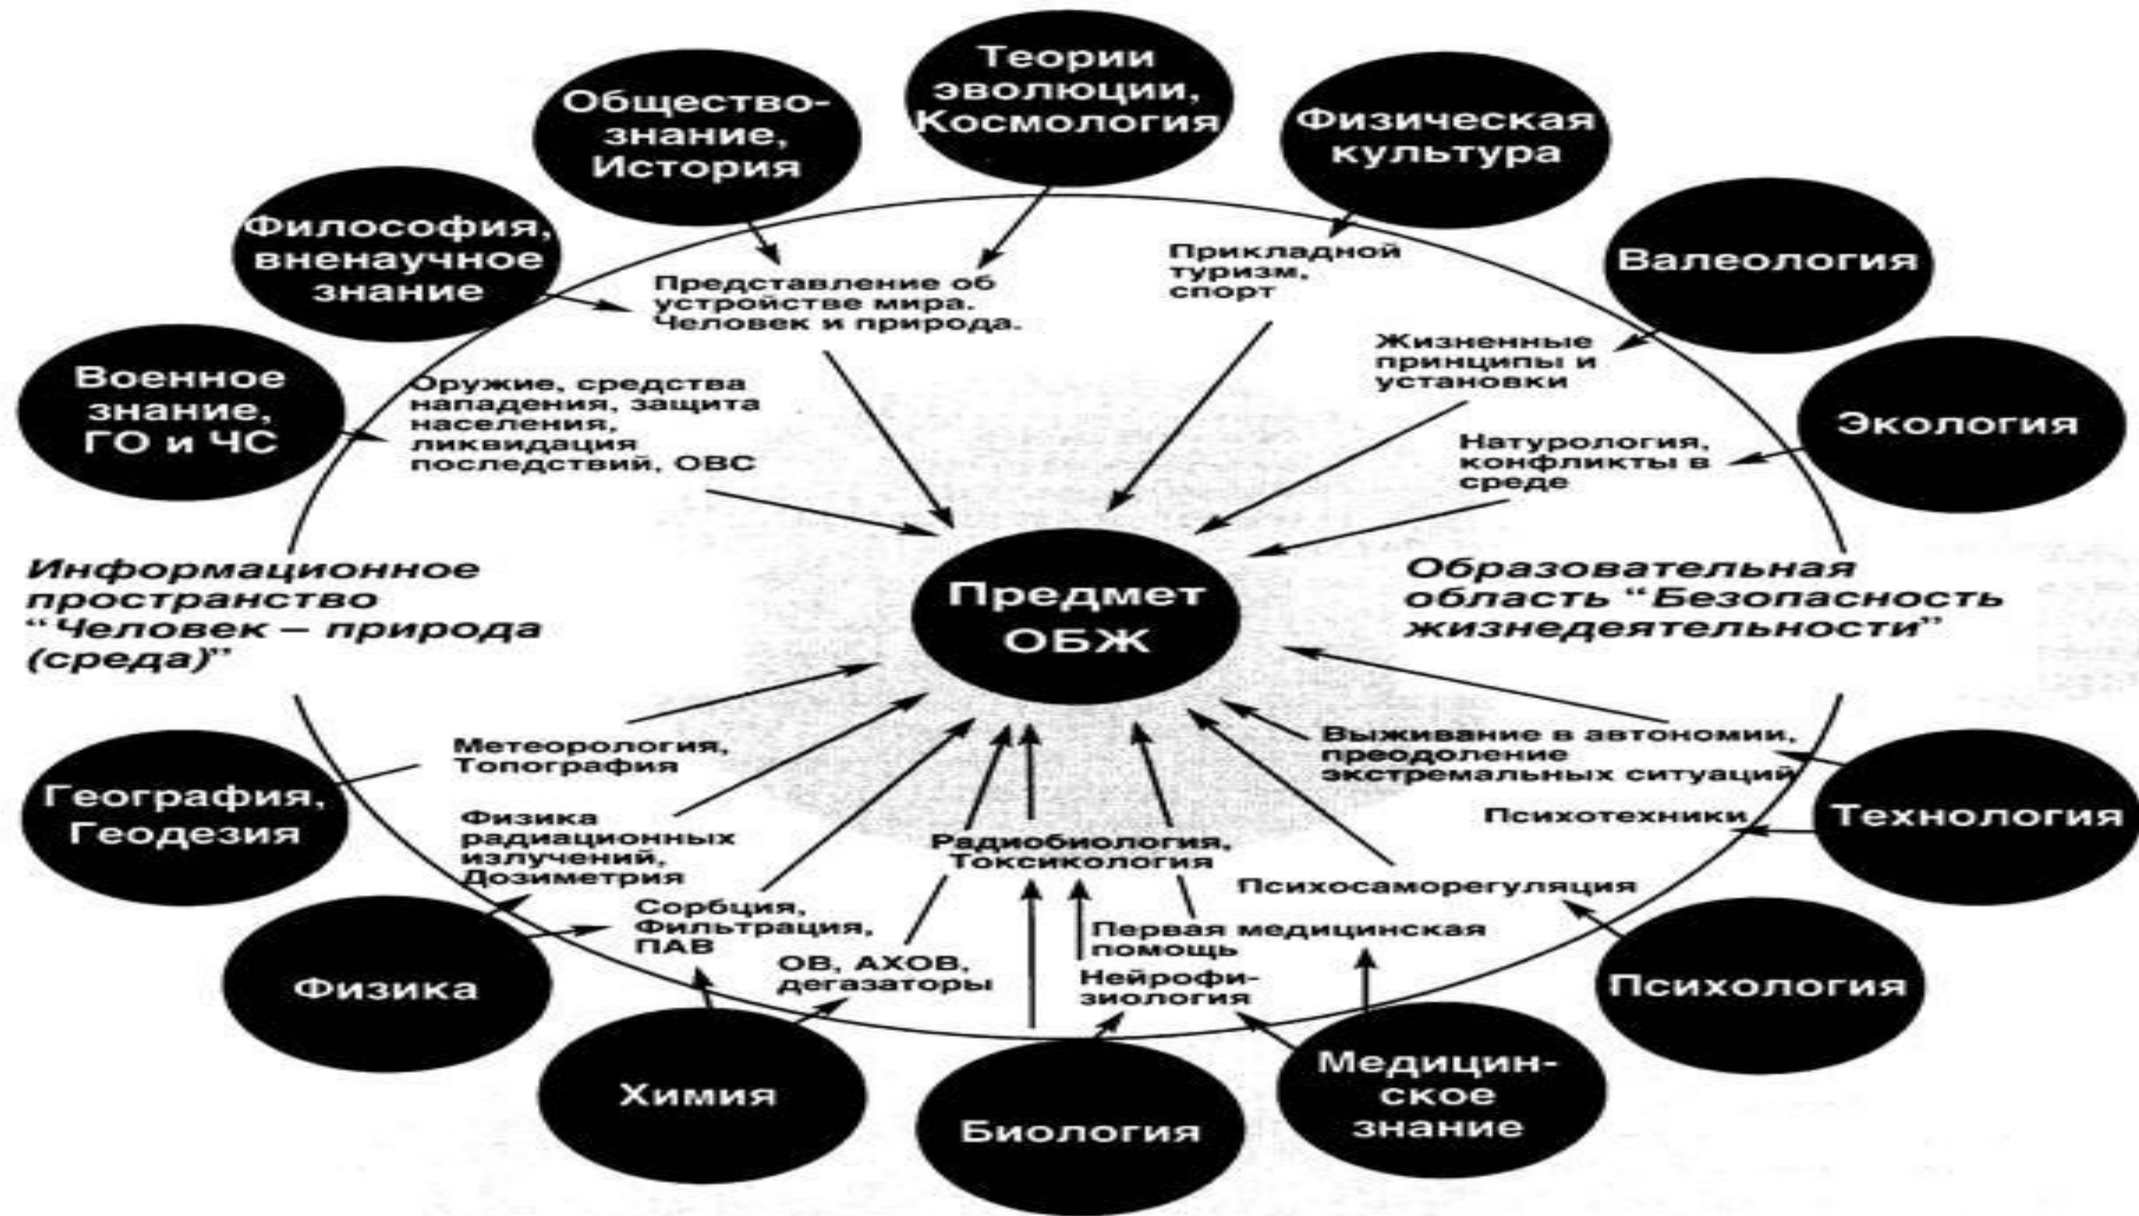 Теории
эволюции,
Космология
Общество-
знание,
История
Физическая
культура
Философия,
вненаучное
знание
Валеология
Военное
знание,
ГО и ЧС
Экология
Представление об
устройстве мира.
Человек и природа.
Прикладной
туризм,
спорт
Жизненные
принципы и
установки
Оружие, средства
нападения, защита
населения,
ликвидация
последствий, ОВС
Натурология,
конфликты в
среде
Информационное
пространство
“Человек – природа
(среда)”
Предмет
ОБЖ
Образовательная
область “Безопасность
жизнедеятельности”
Метеорология,
Топография
Выживание в автономии,
преодоление
экстремальных ситуаций
География,
Геодезия
Физика
радиационных
излучений,
Дозиметрия
Радиобиология,
Токсикология
Психотехники
Технология
Психосаморегуляция
Сорбция,
Фильтрация,
ПАВ
Первая медицинская
помощь
ОВ, АХОВ,
дегазаторы
Нейрофи-
зиология
Физика
Психология
Химия
Биология
Медицин-
ское
знание